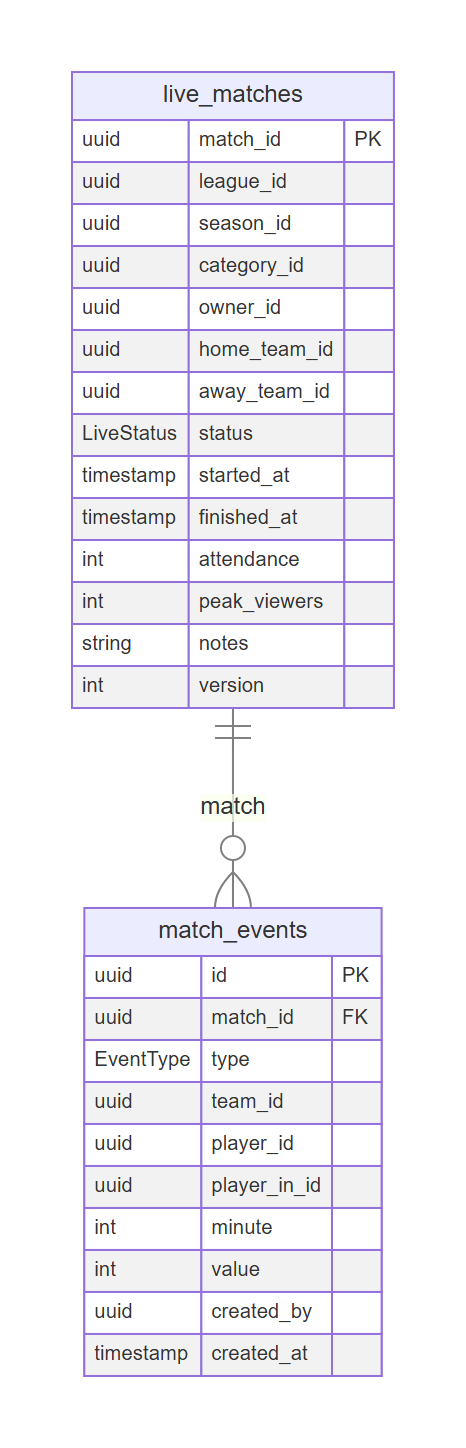 live_matches
uuid match_id PK
uuid league_id
uuid season_id
uuid category_id
uuid owner_id
uuid home_team_id
uuid away_team_id
LiveStatus status
timestamp started_at
timestamp finished_at
int attendance
int peak_viewers
string notes
int version
match
match_events
uuid id PK
uuid match_id FK
EventType type
uuid team_id
uuid player_id
uuid player_in_id
int minute
int value
uuid created_by
timestamp created_at